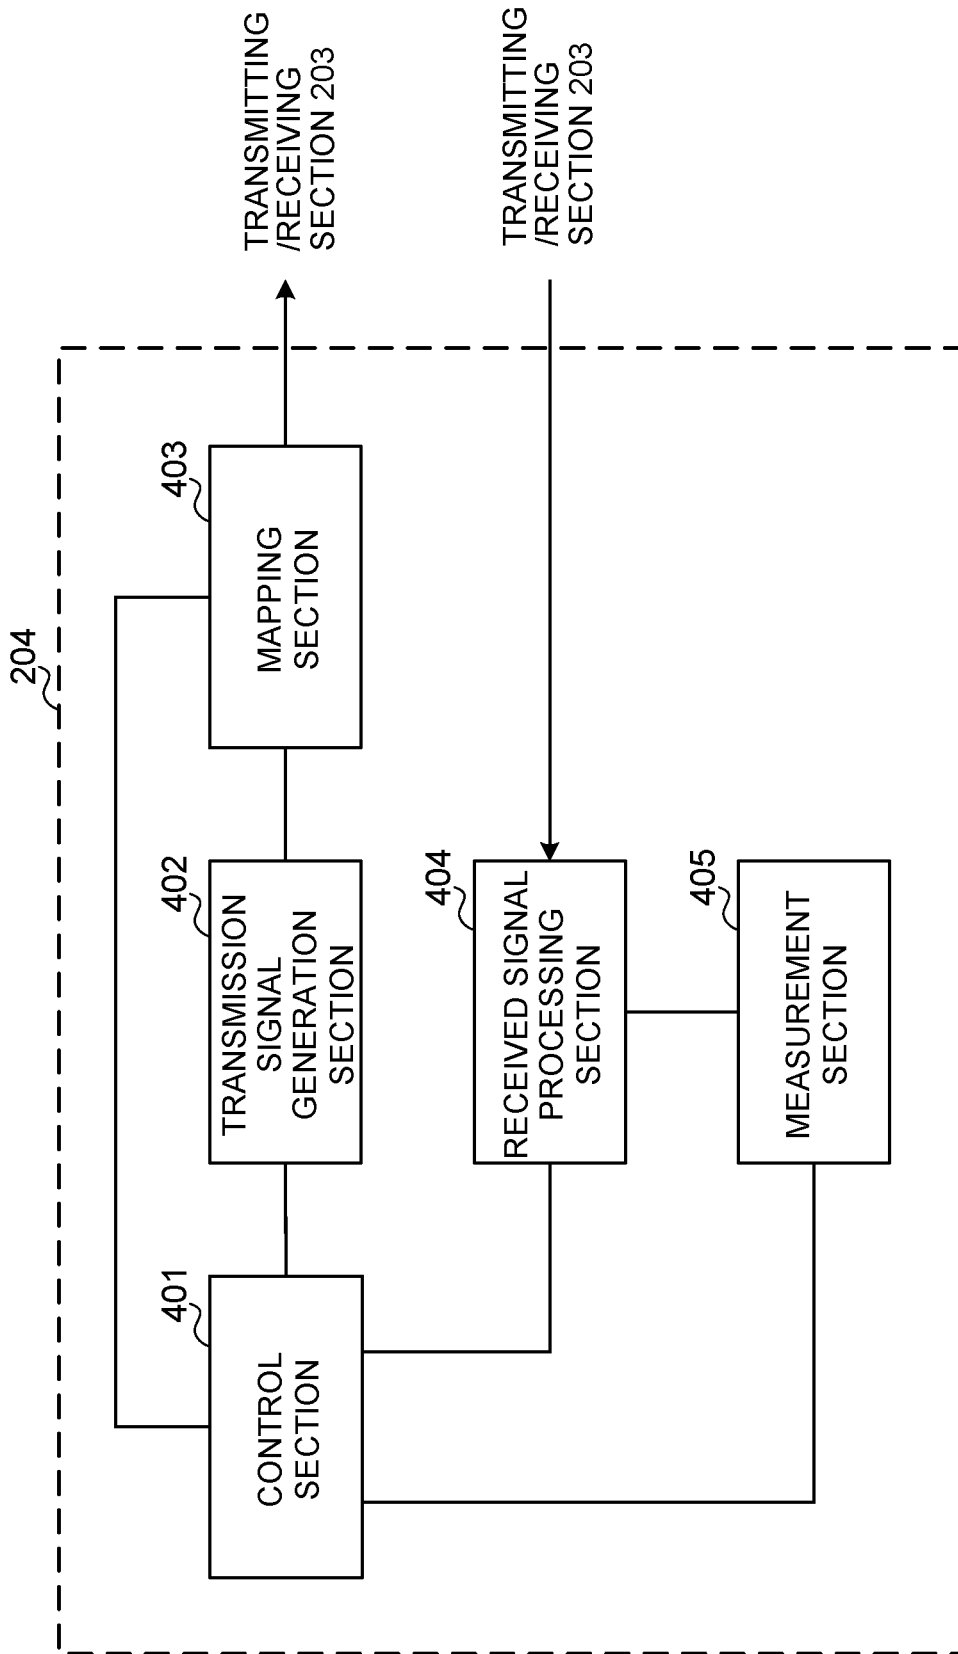 204
401
CONTROL
SECTION
402
TRANSMISSION
SIGNAL
GENERATION
SECTION
403
MAPPING
SECTION
TRANSMITTING
/RECEIVING
SECTION 203
404
RECEIVED SIGNAL
PROCESSING
SECTION
TRANSMITTING
/RECEIVING
SECTION 203
405
MEASUREMENT
SECTION